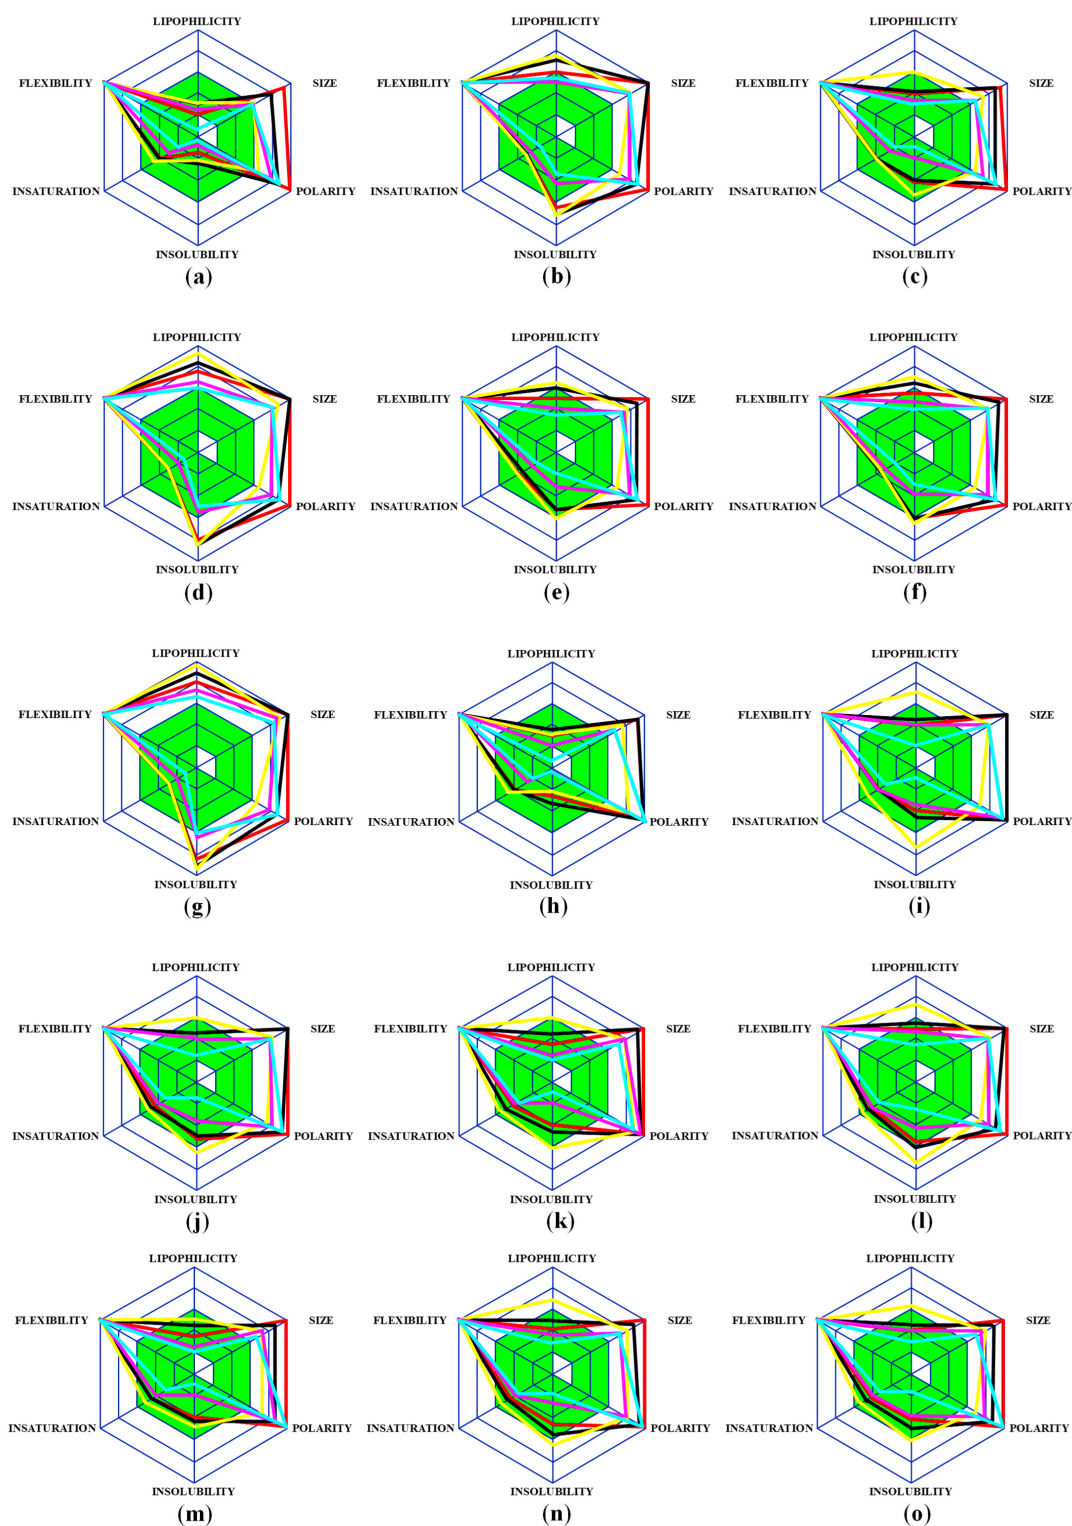 LIPOPHILICITY LIPOPHILICITY LIPOPHILICITY
FLEXIBILITY SIZE FLEXIBILITY SIZE FLEXIBILITY SIZE
INSATURATION POLARITY INSATURATION POLARITY INSATURATION POLARITY
INSOLUBILITY INSOLUBILITY INSOLUBILITY
(a) (b) (c)
LIPOPHILICITY LIPOPHILICITY LIPOPHILICITY
FLEXIBILITY SIZE FLEXIBILITY SIZE FLEXIBILITY SIZE
INSATURATION POLARITY INSATURATION POLARITY INSATURATION POLARITY
INSOLUBILITY INSOLUBILITY INSOLUBILITY
(d) (e) (f)
LIPOPHILICITY LIPOPHILICITY LIPOPHILICITY
FLEXIBILITY SIZE FLEXIBILITY SIZE FLEXIBILITY SIZE
INSATURATION POLARITY INSATURATION POLARITY INSATURATION POLARITY
INSOLUBILITY INSOLUBILITY INSOLUBILITY
(g) (h) (i)
LIPOPHILICITY LIPOPHILICITY LIPOPHILICITY
FLEXIBILITY SIZE FLEXIBILITY SIZE FLEXIBILITY SIZE
INSATURATION POLARITY INSATURATION POLARITY INSATURATION POLARITY
INSOLUBILITY INSOLUBILITY INSOLUBILITY
(j) (k) (l)
LIPOPHILICITY LIPOPHILICITY LIPOPHILICITY
FLEXIBILITY SIZE FLEXIBILITY SIZE FLEXIBILITY SIZE
INSATURATION POLARITY INSATURATION POLARITY INSATURATION POLARITY
INSOLUBILITY INSOLUBILITY INSOLUBILITY
(m) (n) (o)